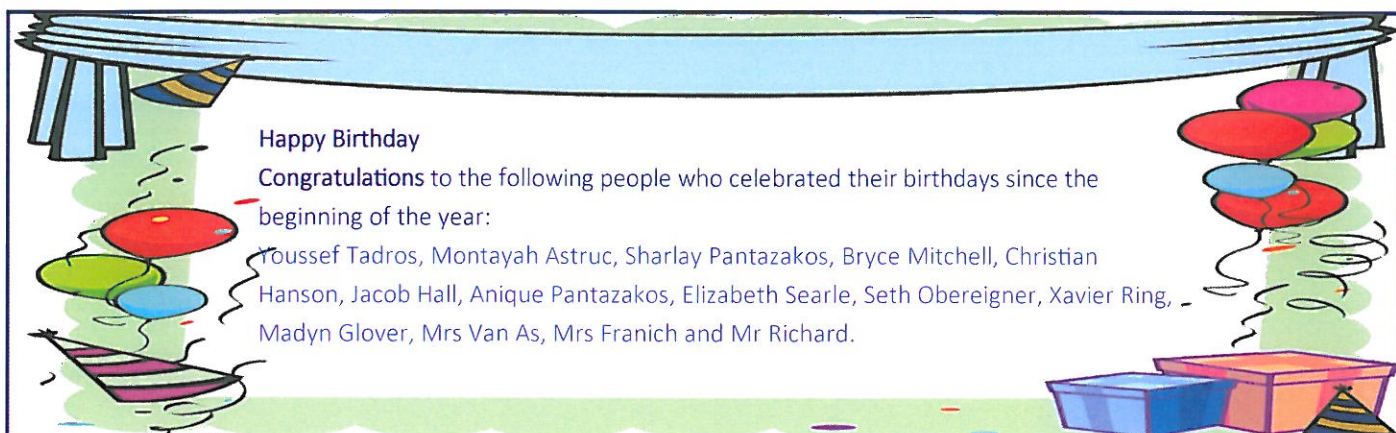 Happy Birthday
Congratulations to the following people who celebrated their birthdays since the
beginning of the year:
Youssef Tadros, Montayah Astruc, Sharlay Pantazakos, Bryce Mitchell, Christian
Hanson, Jacob Hall, Anique Pantazakos, Elizabeth Searle, Seth Obereigner, Xavier Ring,
Madyn Glover, Mrs Van As, Mrs Franich and Mr Richard.